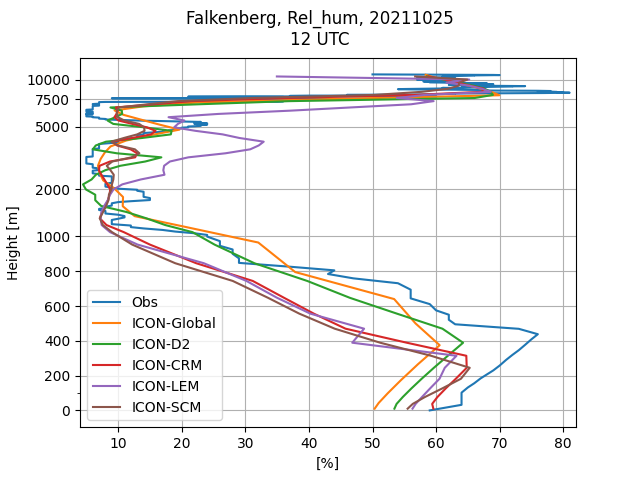 Falkenberg, Rel_hum, 20211025
12 UTC
10000
7500
5000
2000
1000
800
600
400
200
0
Height [m]
Obs
ICON-Global
ICON-D2
ICON-CRM
ICON-LEM
ICON-SCM
10 20 30 40 50 60 70 80
[%]